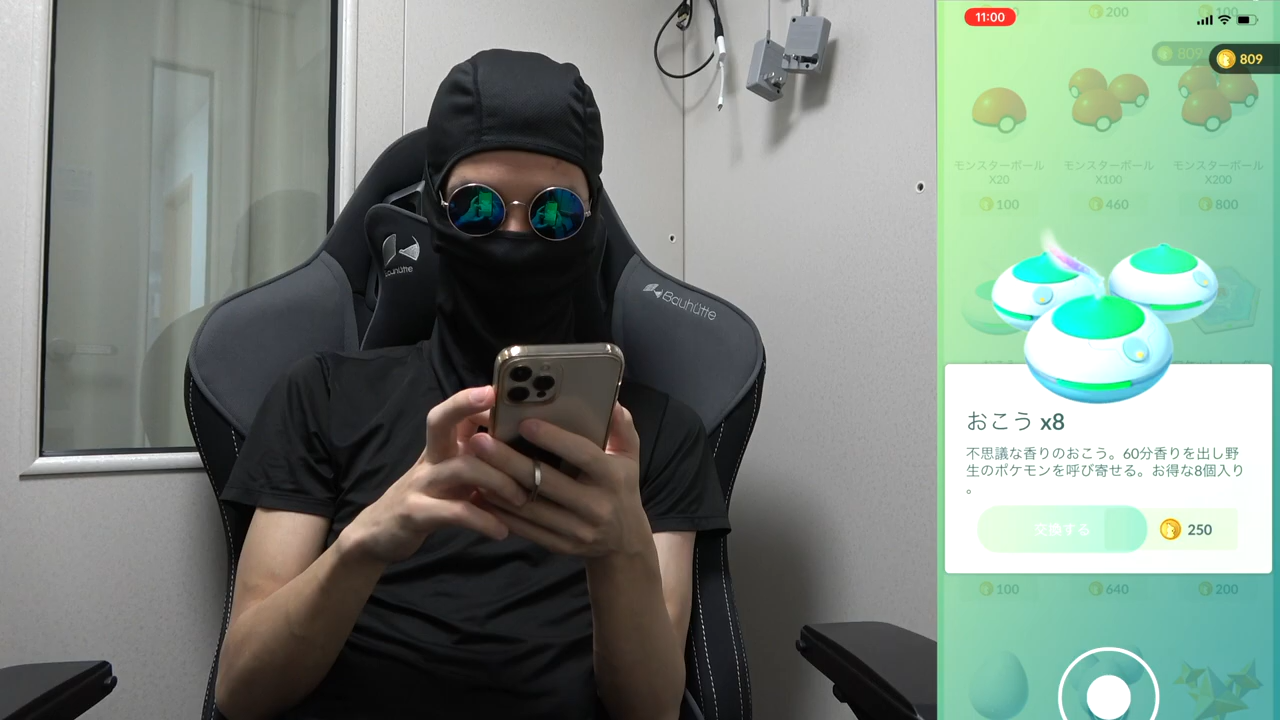 Bauhütte
Bauhütte
11:00
200
100
809
809
モンスターボール
X20
モンスターボール
X100
モンスターボール
X200
100
460
800
おこう x8
不思議な香りのおこう。60分香りを出し野
生のポケモンを呼び寄せる。お得な8個入り
。
交換する
250
100
640
200